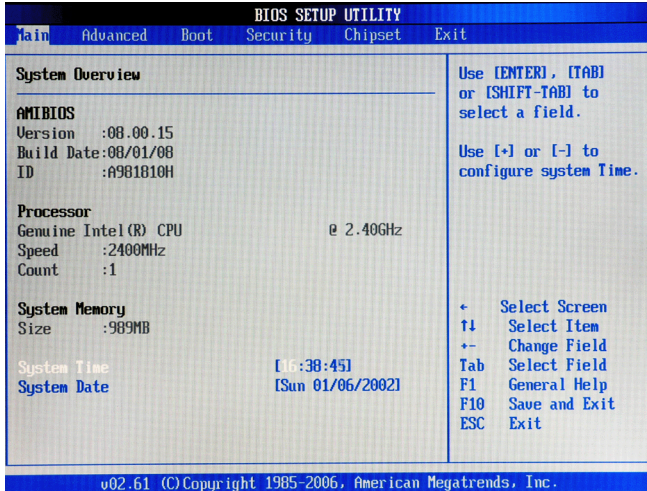 BIOS SETUP UTILITY
Main Advanced Boot Security Chipset Exit
System Overview
AMIBIOS
Version :08.00.15
Build Date:08/01/08
ID :A981810H
Processor
Genuine Intel(R) CPU @ 2.40GHz
Speed :2400MHz
Count :1
System Memory
Size :989MB
System Time [16:38:45]
System Date [Sun 01/06/2002]
Use [ENTER], [TAB]
or [SHIFT-TAB] to
select a field.
Use [+] or [-] to
configure system Time.
← Select Screen
↑↓ Select Item
+- Change Field
Tab Select Field
F1 General Help
F10 Save and Exit
ESC Exit
v02.61 (C)Copyright 1985-2006, American Megatrends, Inc.